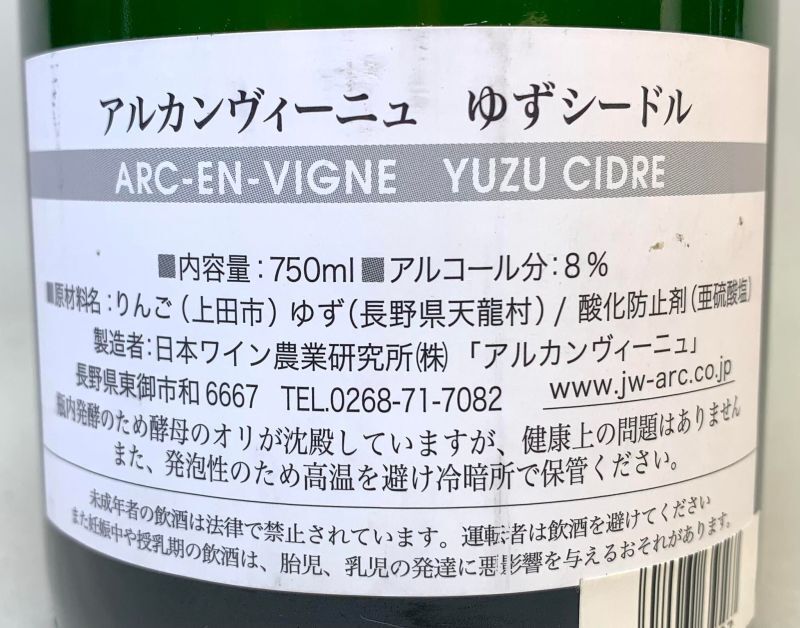 アルカンヴィーニュ ゆずシードル
ARC-EN-VIGNE YUZU CIDRE
■内容量：750ml ■アルコール分：8％
■原材料名：りんご（上田市）ゆず（長野県天龍村）/ 酸化防止剤（亜硫酸塩）
製造者：日本ワイン農業研究所㈱「アルカンヴィーニュ」
長野県東御市和 6667 TEL.0268-71-7082 www.jw-arc.co.jp
瓶内発酵のため酵母のオリが沈殿していますが、健康上の問題はありません
また、発泡性のため高温を避け冷暗所で保管ください。
未成年者の飲酒は法律で禁止されています。運転者は飲酒を避けてください
また妊娠中や授乳期の飲酒は、胎児、乳児の発達に悪影響を与えるおそれがあります。